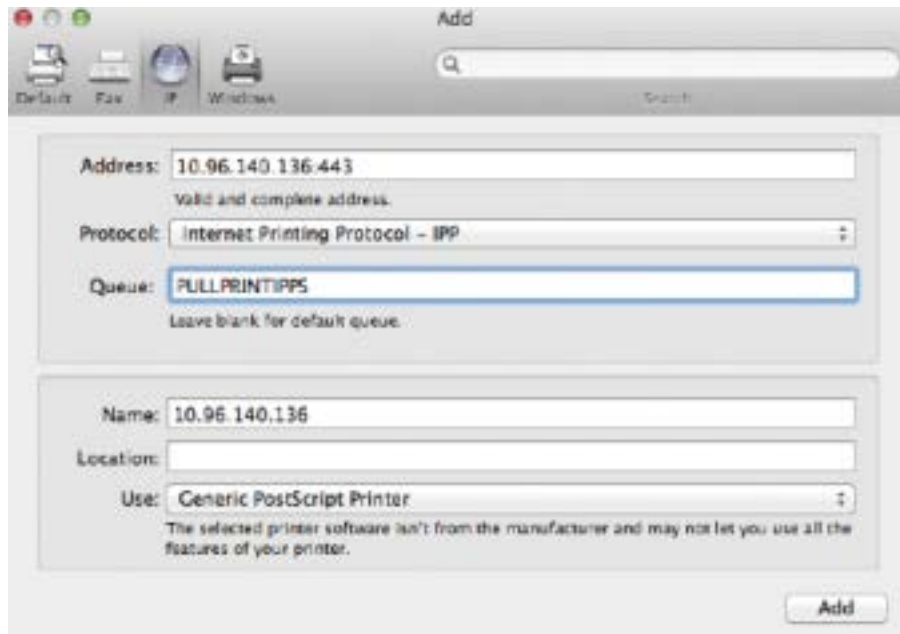 Add
Default
Fax
IP
Windows
Search
Address: 10.96.140.136:443
Valid and complete address.
Protocol: Internet Printing Protocol – IPP
Queue: PULLPRINTIPPS
Leave blank for default queue.
Name: 10.96.140.136
Location:
Use: Generic PostScript Printer
The selected printer software isn't from the manufacturer and may not let you use all the
features of your printer.
Add